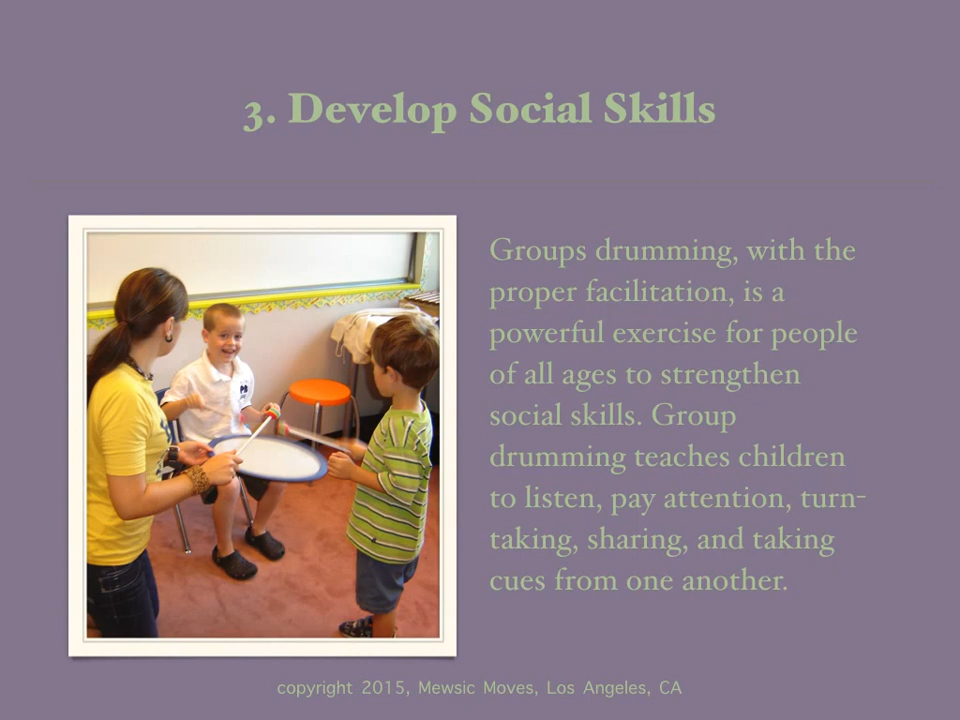 3. Develop Social Skills
Groups drumming, with the
proper facilitation, is a
powerful exercise for people
of all ages to strengthen
social skills. Group
drumming teaches children
to listen, pay attention, turn-
taking, sharing, and taking
cues from one another.
copyright 2015, Mewsic Moves, Los Angeles, CA